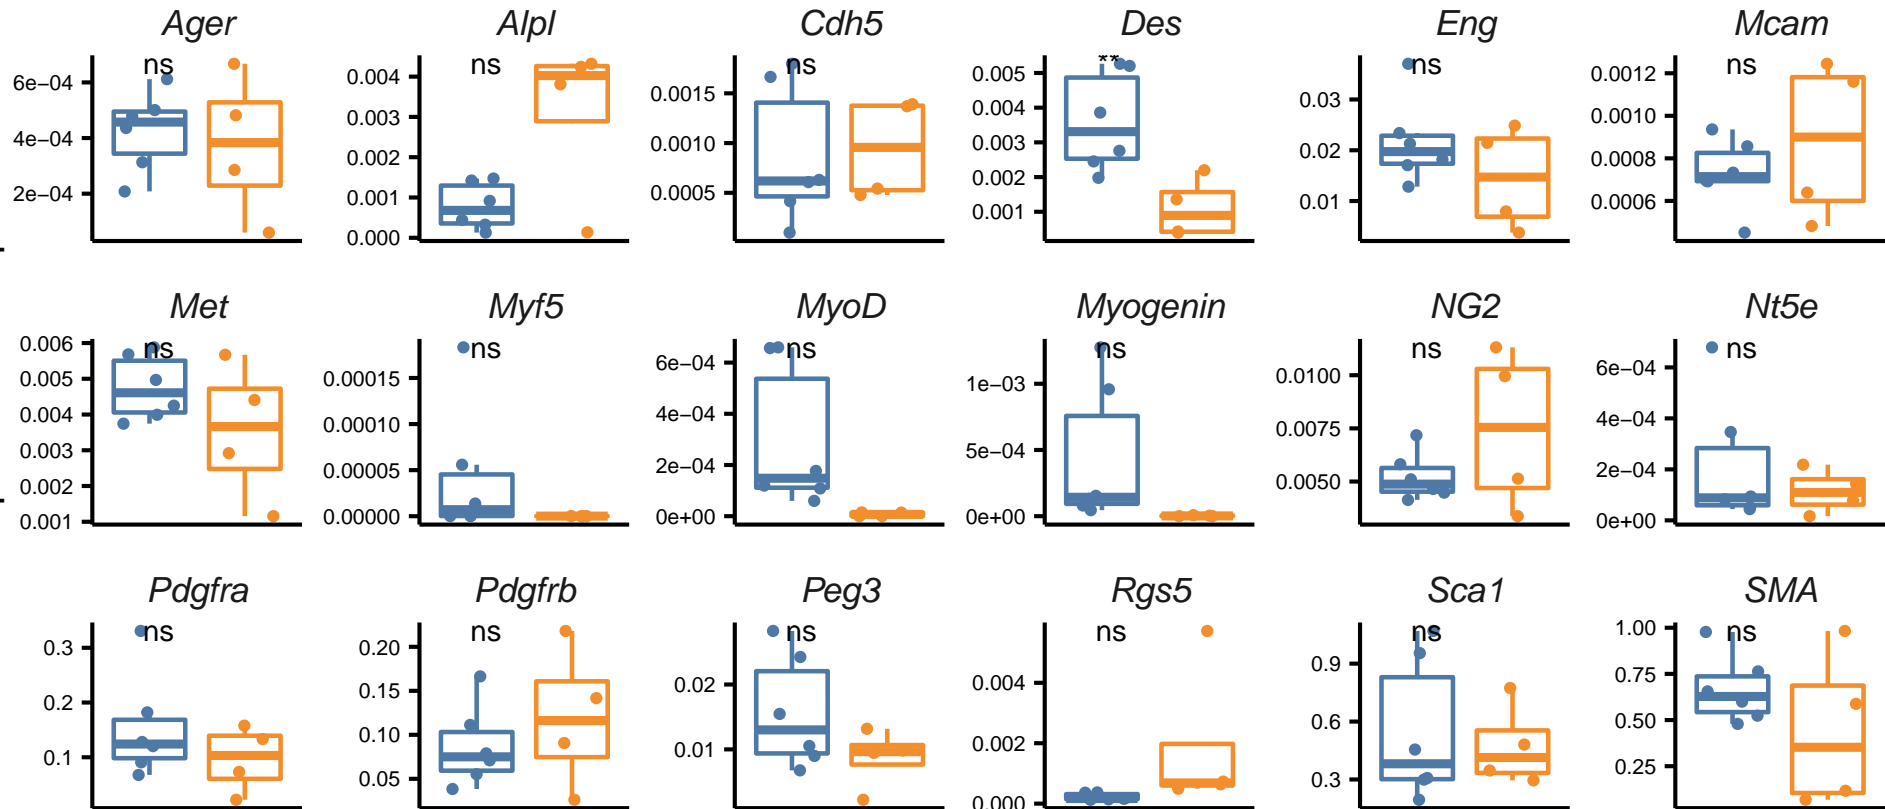 Ager Alpl Cdh5 Des Eng Mcam
ns ns ns ** ns ns
6e−04
4e−04
2e−04
0.004
0.003
0.002
0.001
0.000
0.0015
0.0010
0.0005
0.005
0.004
0.003
0.002
0.001
0.03
0.02
0.01
0.0012
0.0010
0.0008
0.0006
Met Myf5 MyoD Myogenin NG2 Nt5e
ns ns ns ns ns ns
0.006
0.005
0.004
0.003
0.002
0.001
0.00015
0.00010
0.00005
0.00000
6e−04
4e−04
2e−04
0e+00
1e−03
5e−04
0e+00
0.0100
0.0075
0.0050
6e−04
4e−04
2e−04
0e+00
Pdgfra Pdgfrb Peg3 Rgs5 Sca1 SMA
ns ns ns ns ns ns
0.3
0.2
0.1
0.20
0.15
0.10
0.05
0.02
0.01
0.004
0.002
0.000
0.9
0.6
0.3
1.00
0.75
0.50
0.25